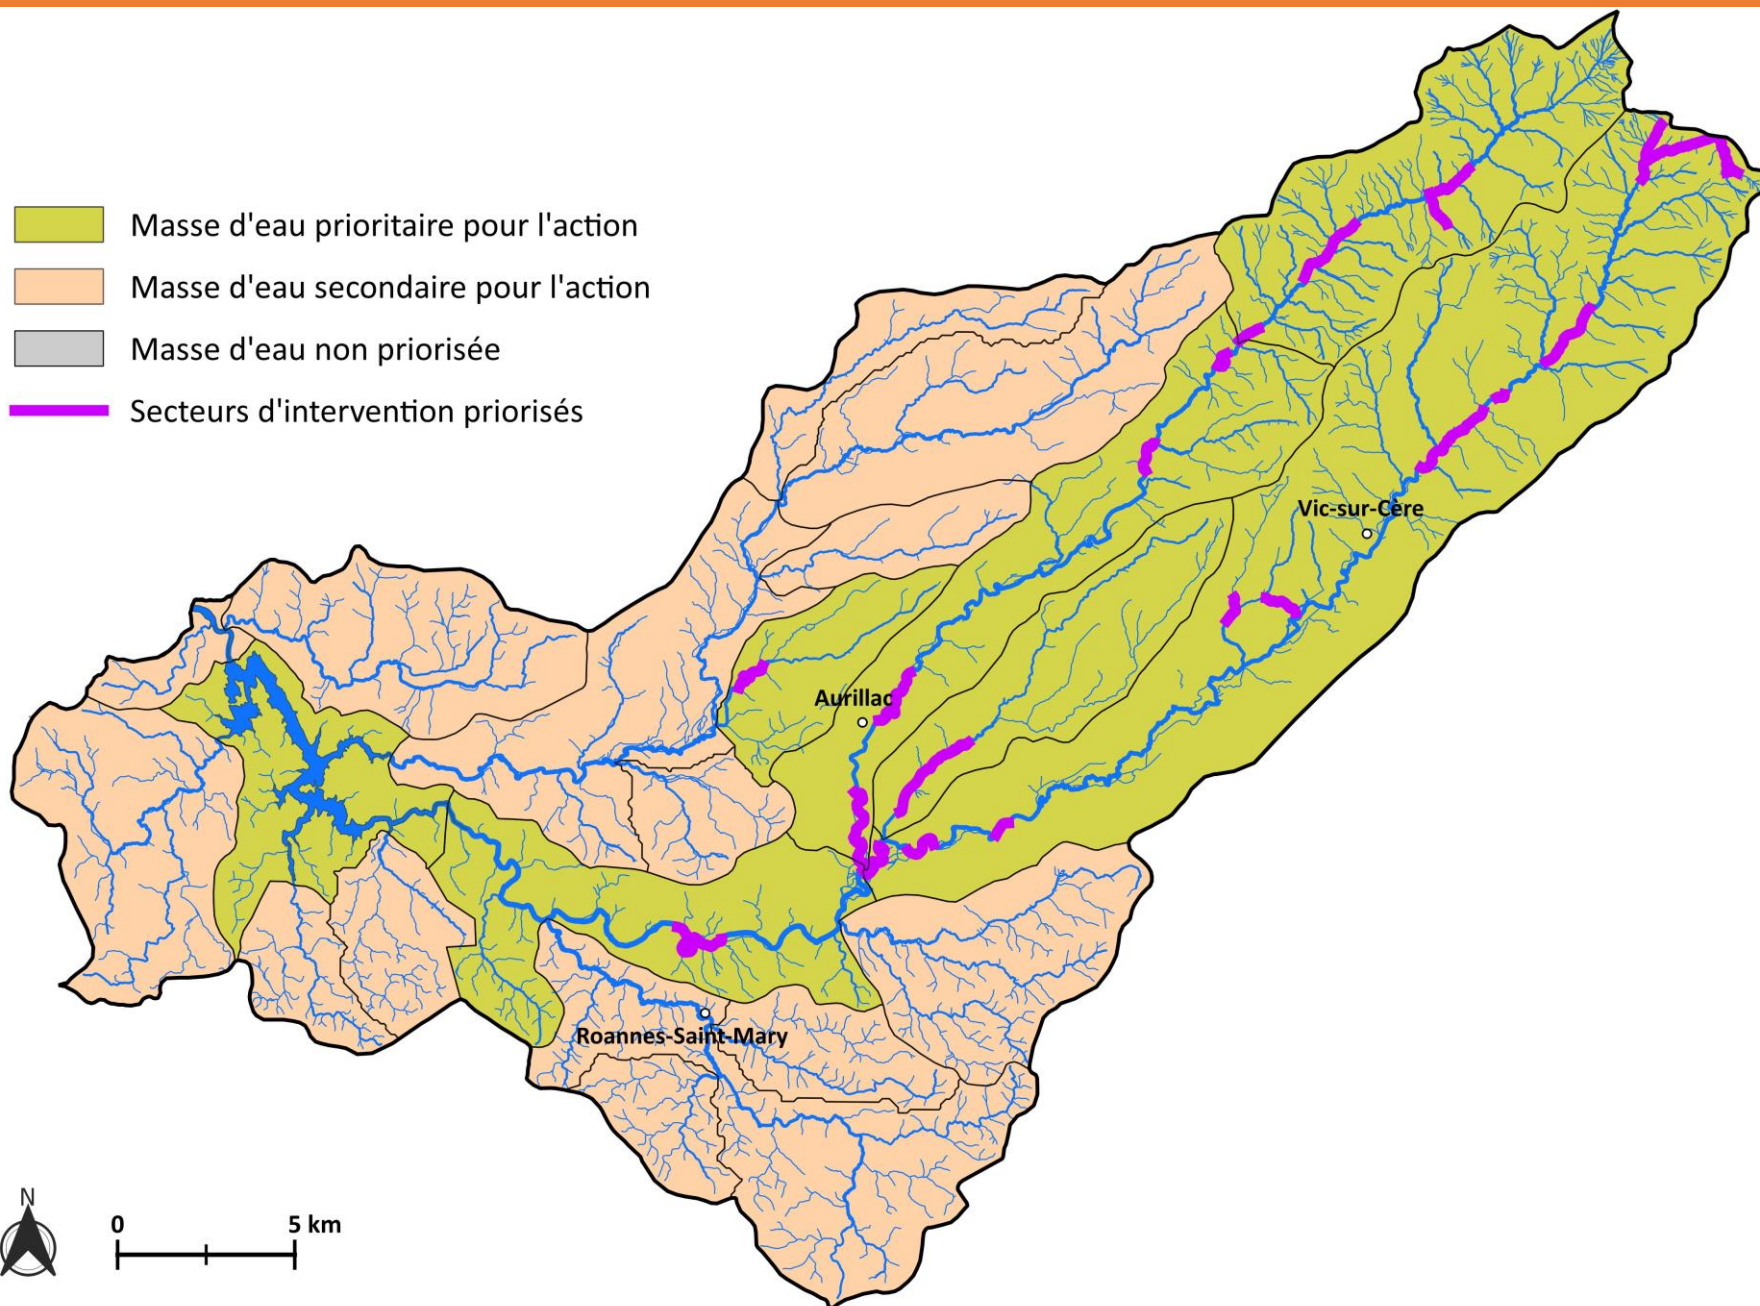 Masse d'eau prioritaire pour l'action
Masse d'eau secondaire pour l'action
Masse d'eau non priorisée
Secteurs d'intervention priorisés
Vic-sur-Cère
Aurillac
Roannes-Saint-Mary
N
0 5 km